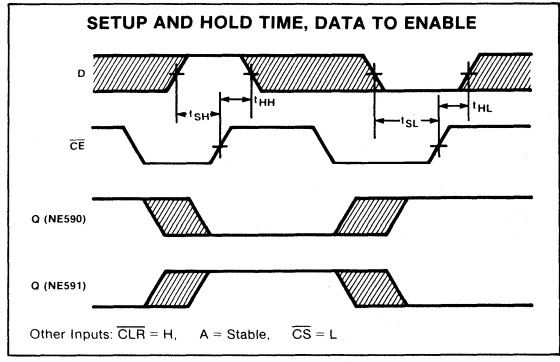 SETUP AND HOLD TIME, DATA TO ENABLE
D
tSH
tHH
tSL
tHL
CE
Q (NE590)
Q (NE591)
Other Inputs: CLR = H, A = Stable, CS = L